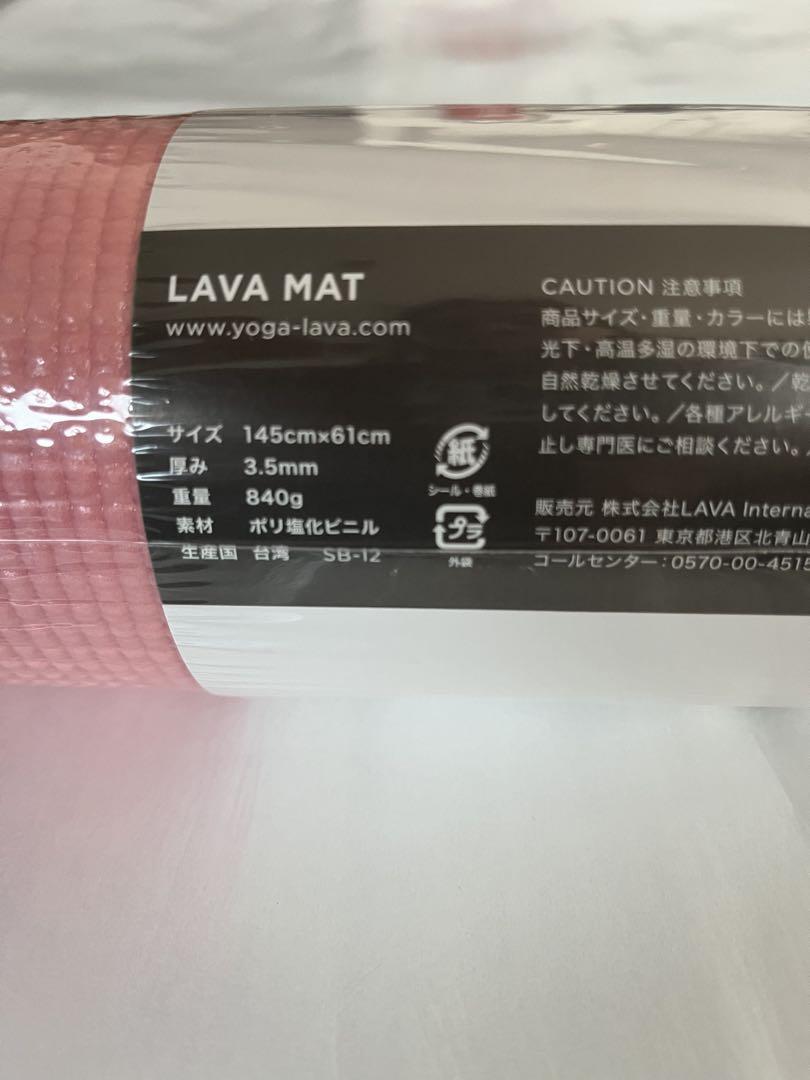 LAVA MAT
www.yoga-lava.com
サイズ 145cm×61cm
厚み 3.5mm
重量 840g
素材 ポリ塩化ビニル
生産国 台湾 SB-12
紙
シール・巻紙
プラ
外袋
CAUTION 注意事項
商品サイズ・重量・カラーには
光下・高温多湿の環境下での
自然乾燥させてください。／乾
してください。／各種アレルギ
止し専門医にご相談ください。
販売元 株式会社LAVA Interna
〒107-0061 東京都港区北青山
コールセンター:0570-00-4515